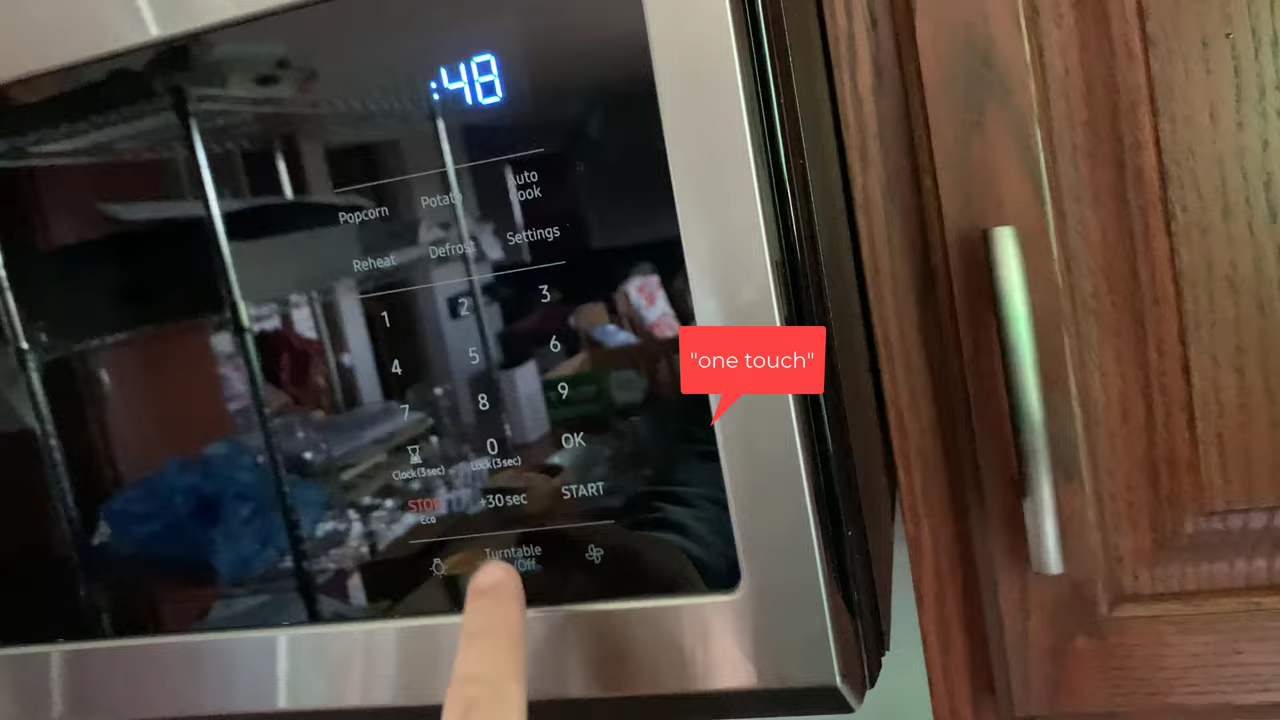 :48
Popcorn Potato Auto Cook
Reheat Defrost Settings
1 2 3
4 5 6
7 8 9
0 OK
Clock(3sec) Lock(3sec)
STOP +30sec START
Eco
Turntable
/Off
"one touch"